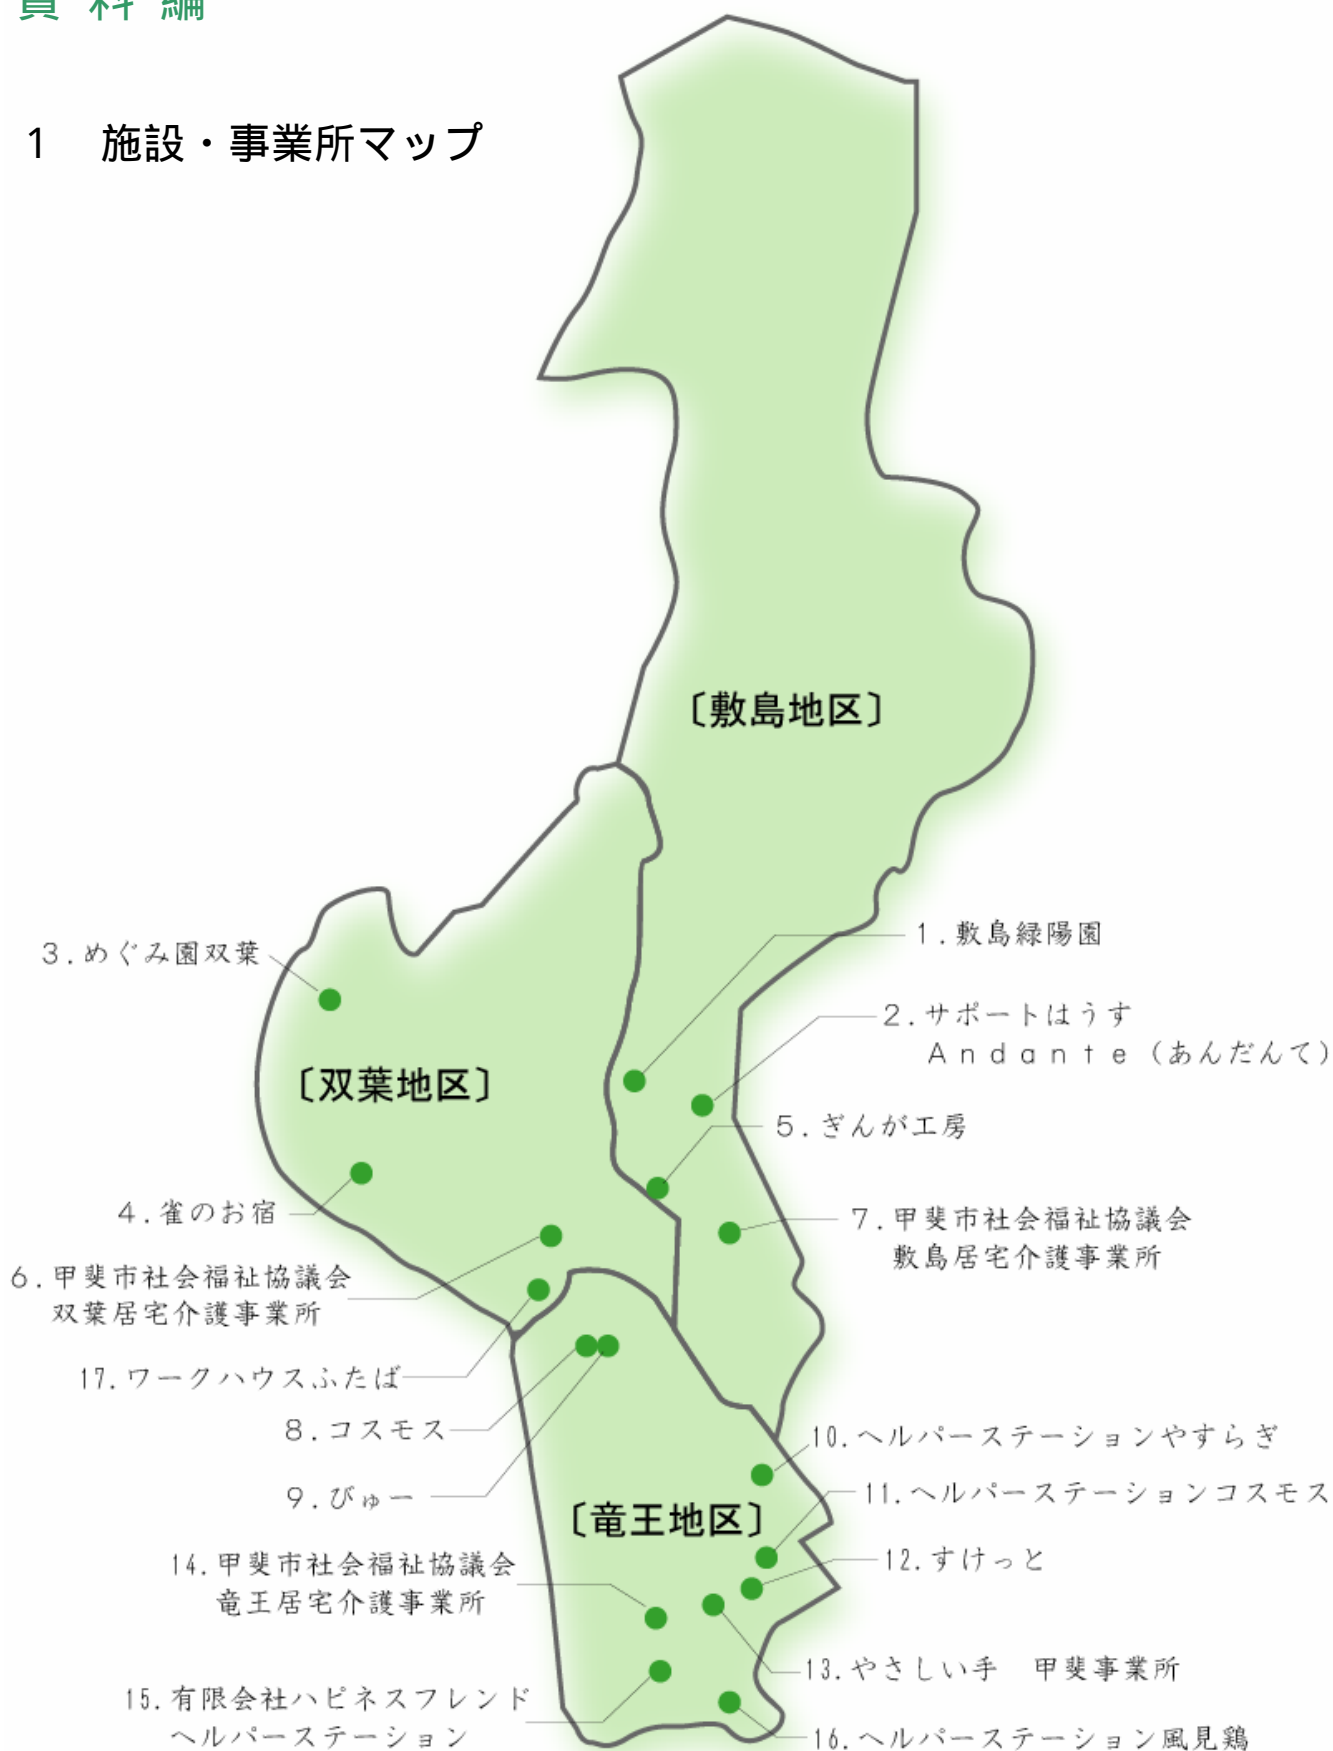 資料編
1 施設・事業所マップ
〔敷島地区〕
1.敷島緑陽園
3.めぐみ園双葉
2.サポートはうす
Andante(あんだんて)
〔双葉地区〕
5.ぎんが工房
4.雀のお宿
7.甲斐市社会福祉協議会
敷島居宅介護事業所
6.甲斐市社会福祉協議会
双葉居宅介護事業所
17.ワークハウスふたば
8.コスモス
10.ヘルパーステーションやすらぎ
9.びゅー
11.ヘルパーステーションコスモス
〔竜王地区〕
14.甲斐市社会福祉協議会
竜王居宅介護事業所
12.すけっと
13.やさしい手 甲斐事業所
15.有限会社ハピネスフレンド
ヘルパーステーション
16.ヘルパーステーション風見鶏